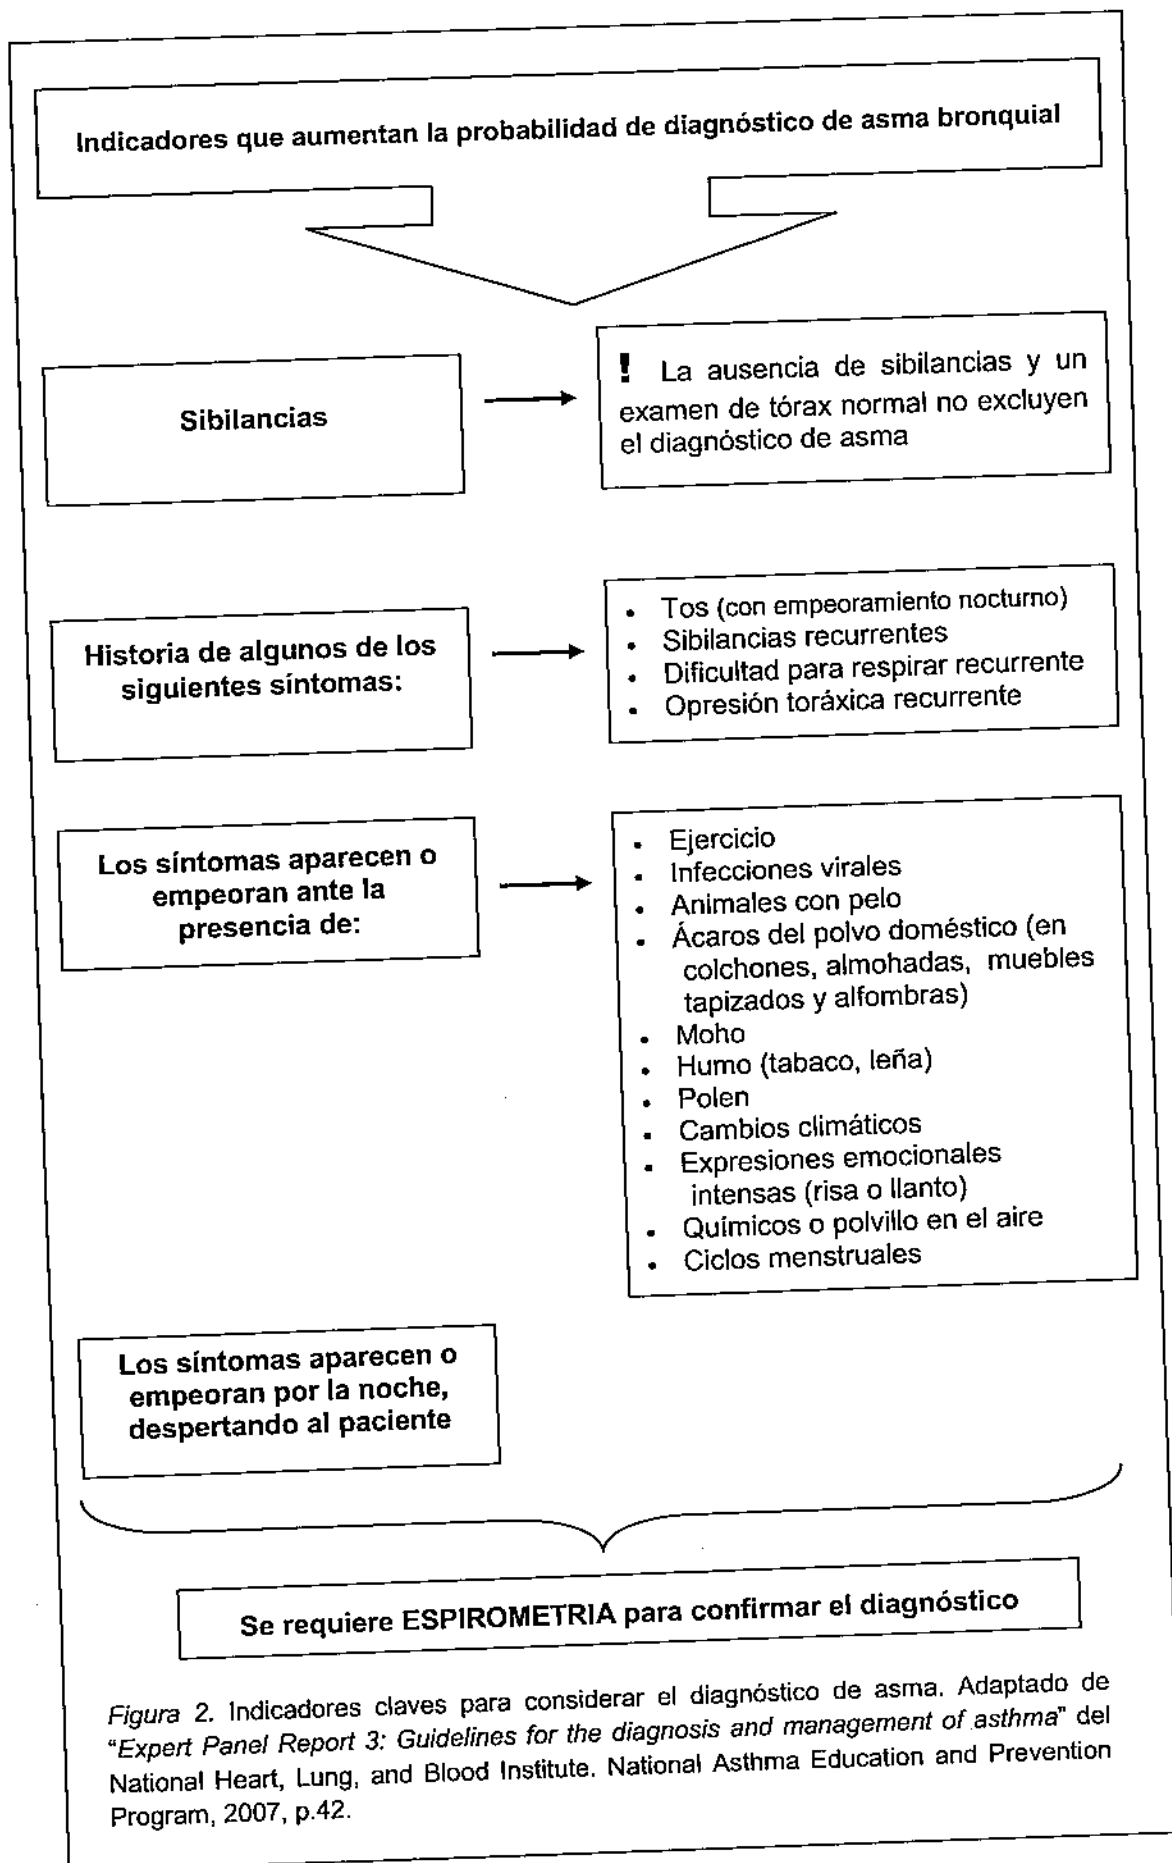 Indicadores que aumentan la probabilidad de diagnóstico de asma bronquial
Sibilancias
! La ausencia de sibilancias y un
examen de tórax normal no excluyen
el diagnóstico de asma
Historia de algunos de los
siguientes síntomas:
• Tos (con empeoramiento nocturno)
• Sibilancias recurrentes
• Dificultad para respirar recurrente
• Opresión toráxica recurrente
Los síntomas aparecen o
empeoran ante la
presencia de:
• Ejercicio
• Infecciones virales
• Animales con pelo
• Ácaros del polvo doméstico (en
colchones, almohadas, muebles
tapizados y alfombras)
• Moho
• Humo (tabaco, leña)
• Polen
• Cambios climáticos
• Expresiones emocionales
intensas (risa o llanto)
• Químicos o polvillo en el aire
• Ciclos menstruales
Los síntomas aparecen o
empeoran por la noche,
despertando al paciente
Se requiere ESPIROMETRIA para confirmar el diagnóstico
Figura 2. Indicadores claves para considerar el diagnóstico de asma. Adaptado de
“Expert Panel Report 3: Guidelines for the diagnosis and management of asthma” del
National Heart, Lung, and Blood Institute. National Asthma Education and Prevention
Program, 2007, p.42.